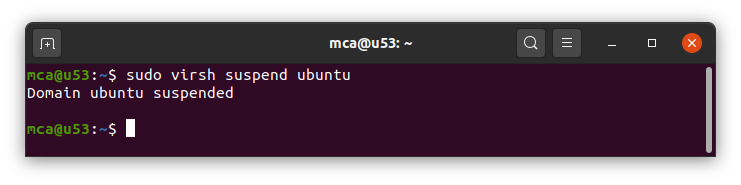 mca@u53: ~
mca@u53:~$ sudo virsh suspend ubuntu
Domain ubuntu suspended
mca@u53:~$